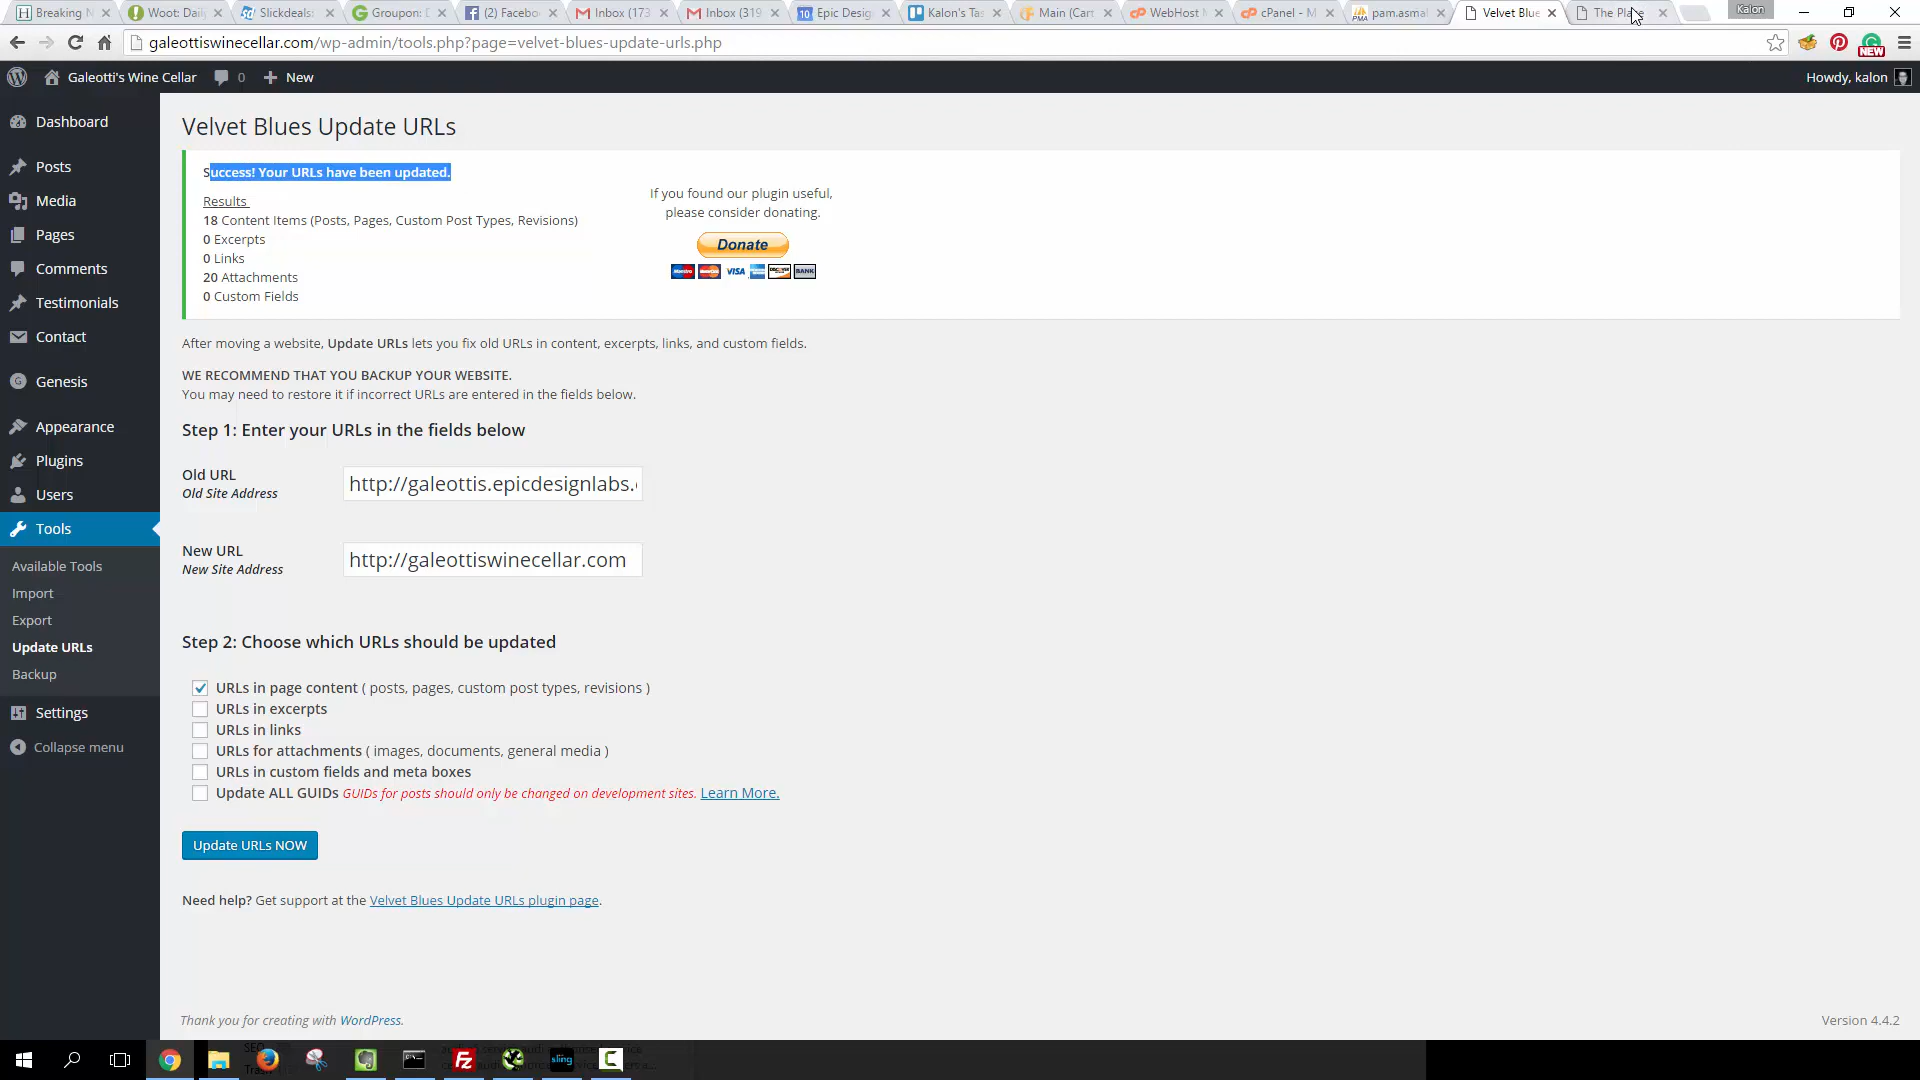 Breaking N
Woot: Dail
Slickdeals:
Groupon: D
(2) Facebo
Inbox (173
Inbox (319
Epic Desig
Kalon's Tas
Main (Cart
WebHost M
cPanel - M
pam.asmal
Velvet Blue
The Pla
Kalon
galeottiswinecellar.com/wp-admin/tools.php?page=velvet-blues-update-urls.php
NEW
Galeotti's Wine Cellar
0
New
Howdy, kalon
Dashboard
Posts
Media
Pages
Comments
Testimonials
Contact
Genesis
Appearance
Plugins
Users
Tools
Available Tools
Import
Export
Update URLs
Backup
Settings
Collapse menu
Velvet Blues Update URLs
Success! Your URLs have been updated.
Results
18 Content Items (Posts, Pages, Custom Post Types, Revisions)
0 Excerpts
0 Links
20 Attachments
0 Custom Fields
If you found our plugin useful,
please consider donating.
Donate
VISA
BANK
After moving a website, Update URLs lets you fix old URLs in content, excerpts, links, and custom fields.
WE RECOMMEND THAT YOU BACKUP YOUR WEBSITE.
You may need to restore it if incorrect URLs are entered in the fields below.
Step 1: Enter your URLs in the fields below
Old URL
Old Site Address
http://galeottis.epicdesignlabs.
New URL
New Site Address
http://galeottiswinecellar.com
Step 2: Choose which URLs should be updated
URLs in page content ( posts, pages, custom post types, revisions )
URLs in excerpts
URLs in links
URLs for attachments ( images, documents, general media )
URLs in custom fields and meta boxes
Update ALL GUIDs GUIDs for posts should only be changed on development sites. Learn More.
Update URLs NOW
Need help? Get support at the Velvet Blues Update URLs plugin page.
Thank you for creating with WordPress.
Version 4.4.2
sling